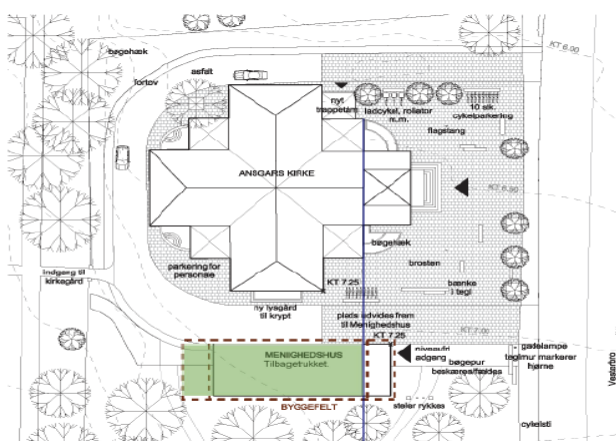 KT 6.00
bøgehæk
fortov
asfalt
nyt
trappetårn
ladcykel, rollator
m.m.
10 stk.
cykelparkering
flagstang
ANSGARS KIRKE
KT 6.50
bøgehæk
brosten
Indgang til
kirkegård
parkering for
personale
KT 7.25
bænke
i tegl
ny lysgård
til krypt
plads udvides frem
til Menighedshus
KT 7.00
KT 7.25
MENIGHEDSHUS
Tilbagetrukket
niveaufri
adgang
bøgepur
beskæres/fældes
gadelampe
teglmur markerer
hjørne
BYGGEFELT
steler rykkes
cykelsti
Vesterbro